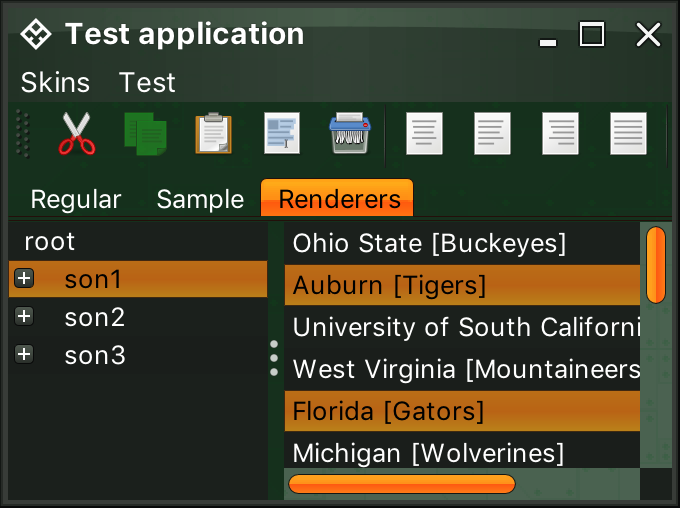 Test application
Skins Test
Regular Sample Renderers
root
son1
son2
son3
Ohio State [Buckeyes]
Auburn [Tigers]
University of South Californi
West Virginia [Mountaineers
Florida [Gators]
Michigan [Wolverines]